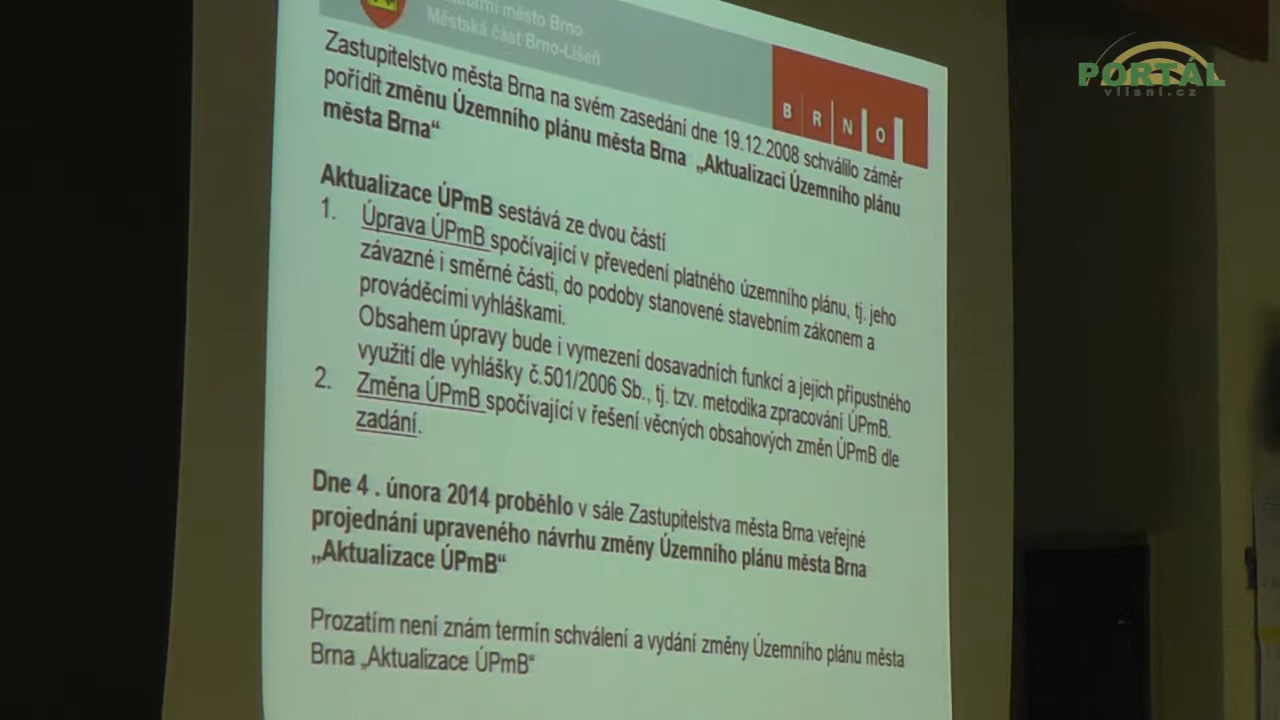 město Brno
Městská část Brno-Líšeň
BRNO
PORTÁL
vlisni.cz
Zastupitelstvo města Brna na svém zasedání dne 19.12.2008 schválilo záměr
pořídit změnu Územního plánu města Brna „Aktualizaci Územního plánu
města Brna“
Aktualizace ÚPmB sestává ze dvou částí
1. Úprava ÚPmB spočívající v převedení platného územního plánu, tj. jeho
závazné i směrné části, do podoby stanovené stavebním zákonem a
prováděcími vyhláškami.
Obsahem úpravy bude i vymezení dosavadních funkcí a jejich přípustného
využití dle vyhlášky č.501/2006 Sb., tj. tzv. metodika zpracování ÚPmB.
2. Změna ÚPmB spočívající v řešení věcných obsahových změn ÚPmB dle
zadání.
Dne 4 . února 2014 proběhlo v sále Zastupitelstva města Brna veřejné
projednání upraveného návrhu změny Územního plánu města Brna
„Aktualizace ÚPmB“
Prozatím není znám termín schválení a vydání změny Územního plánu města
Brna „Aktualizace ÚPmB“